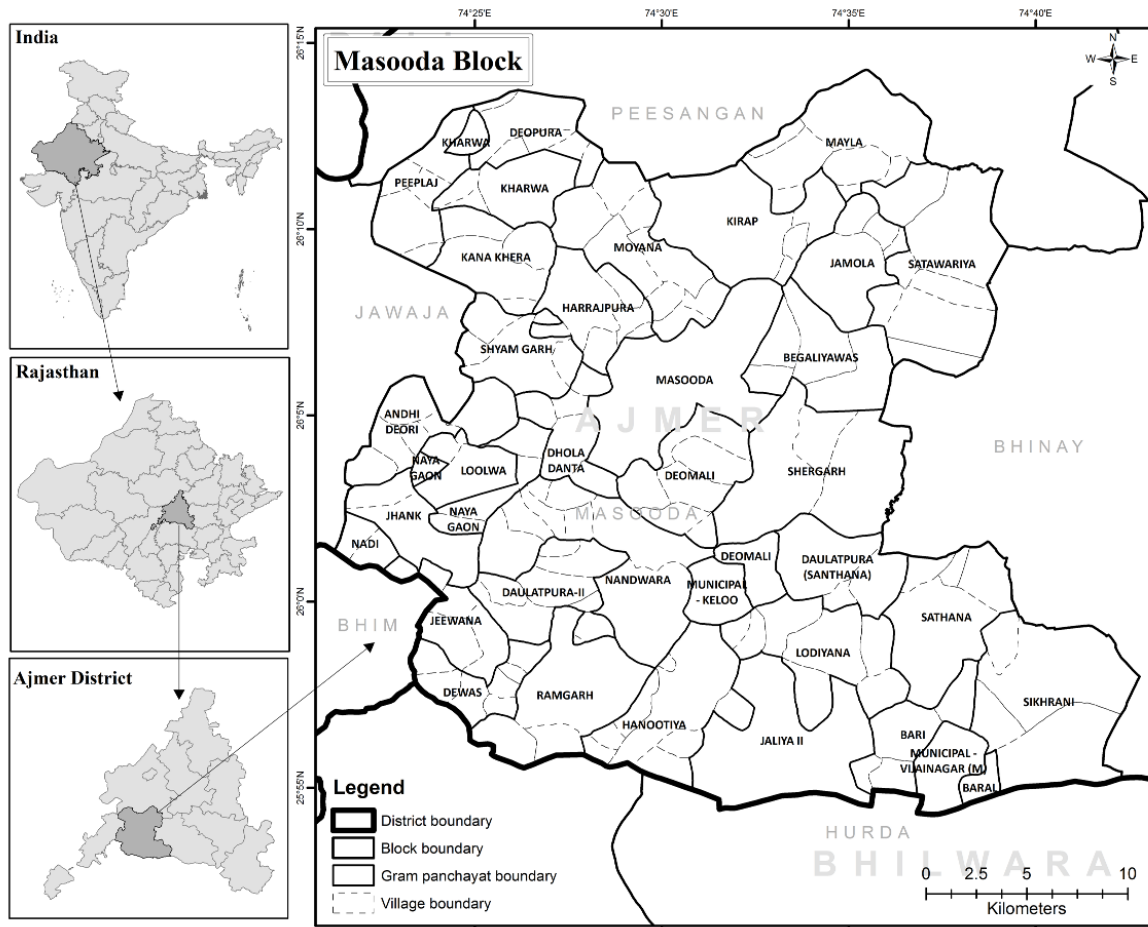 India
Rajasthan
Ajmer District
74°25'E
74°30'E
74°35'E
74°40'E
26°15'N
26°10'N
26°5'N
26°0'N
25°55'N
Masooda Block
N
W E
S
PEESANGAN
KHARWA
DEOPURA
MAYLA
PEEPLAJ
KHARWA
KIRAP
MOYANA
KANA KHERA
JAMOLA
SATAWARIYA
HARRAJPURA
JAWAJA
SHYAM GARH
BEGALIYAWAS
MASOODA
ANDHI
DEORI
AJMER
BHINAY
NAYA
GAON
LOOLWA
DHOLA
DANTA
DEOMALI
SHERGARH
JHANK
NAYA
GAON
MASOODA
NADI
DEOMALI
DAULATPURA
(SANTHANA)
NANDWARA
MUNICIPAL
- KELOO
DAULATPURA-II
BHIM
JEEWANA
SATHANA
LODIYANA
DEWAS
RAMGARH
SIKHRANI
HANOOTIYA
JALIYA II
BARI
MUNICIPAL -
VIJAINAGAR (M)
BARAL
HURDA
BHILWARA
Legend
District boundary
Block boundary
Gram panchayat boundary
Village boundary
0 2.5 5 10
Kilometers